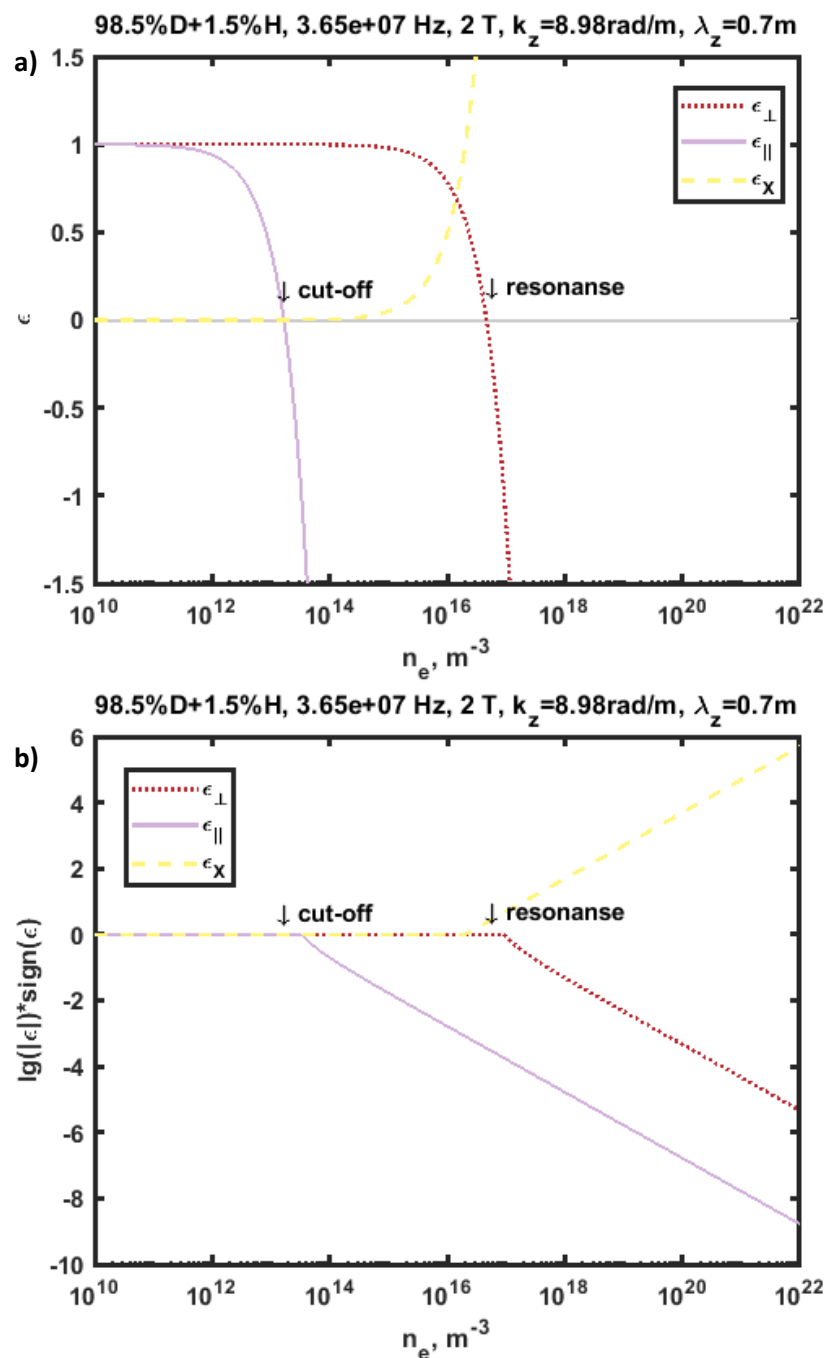 98.5%D+1.5%H, 3.65e+07 Hz, 2 T, k_z=8.98rad/m, λ_z=0.7m
a)
1.5
1
0.5
0
-0.5
-1
-1.5
ϵ
ϵ_⊥
ϵ_||
ϵ_X
↓ cut-off
↓ resonanse
10^10 10^12 10^14 10^16 10^18 10^20 10^22
n_e, m^-3
98.5%D+1.5%H, 3.65e+07 Hz, 2 T, k_z=8.98rad/m, λ_z=0.7m
b)
6
4
2
0
-2
-4
-6
-8
-10
lg(|ϵ|)*sign(ϵ)
ϵ_⊥
ϵ_||
ϵ_X
↓ cut-off
↓ resonanse
10^10 10^12 10^14 10^16 10^18 10^20 10^22
n_e, m^-3